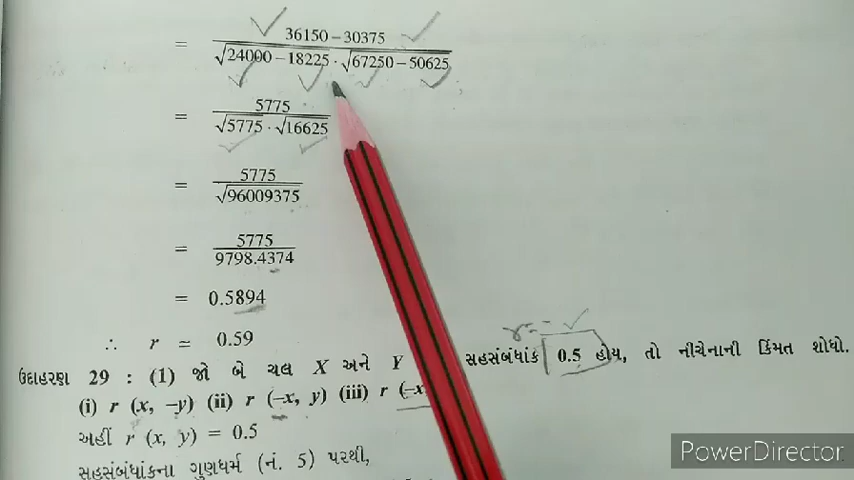 = 36150 – 30375 / √24000 – 18225 · √67250 – 50625
= 5775 / √5775 · √16625
= 5775 / √96009375
= 5775 / 9798.4374
= 0.5894
∴ r = 0.59
r =
ઉદાહરણ 29 : (1) જો બે ચલ X અને Y સહસંબંધાંક 0.5 હોય, તો નીચેનાની કિંમત શોધો.
(i) r (x, –y) (ii) r (–x, y) (iii) r (–x
અહીં r (x, y) = 0.5
સહસંબંધાંકના ગુણધર્મ (નં. 5) પરથી,
PowerDirector